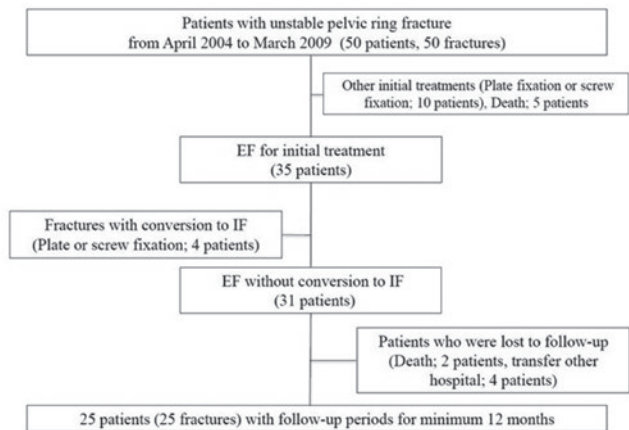 Patients with unstable pelvic ring fracture
from April 2004 to March 2009 (50 patients, 50 fractures)
Other initial treatments (Plate fixation or screw
fixation; 10 patients), Death; 5 patients
EF for initial treatment
(35 patients)
Fractures with conversion to IF
(Plate or screw fixation; 4 patients)
EF without conversion to IF
(31 patients)
Patients who were lost to follow-up
(Death; 2 patients, transfer other
hospital; 4 patients)
25 patients (25 fractures) with follow-up periods for minimum 12 months